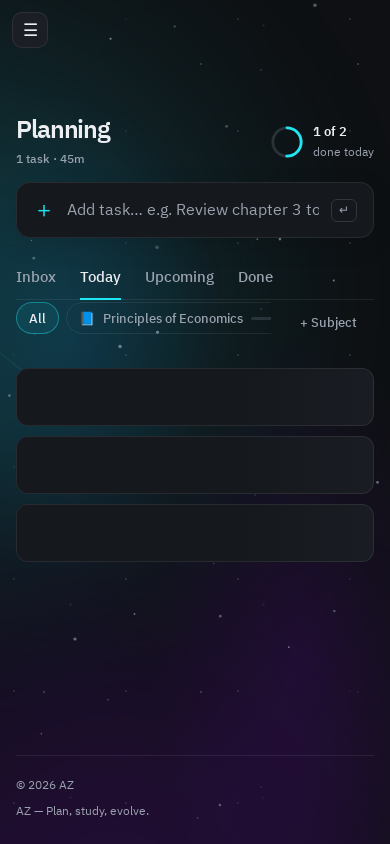 ☰
Planning
1 task · 45m
1 of 2
done today
+ Add task… e.g. Review chapter 3 to ↵
Inbox Today Upcoming Done
All 📘 Principles of Economics + Subject
© 2026 AZ
AZ — Plan, study, evolve.